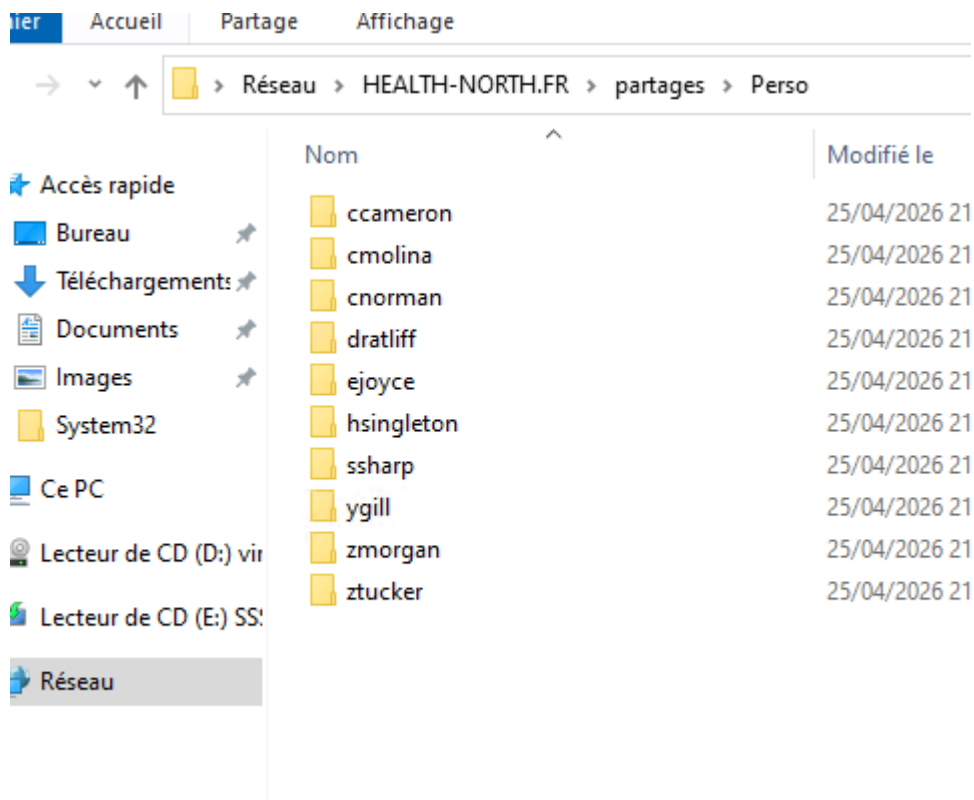 Accueil Partage Affichage
Réseau > HEALTH-NORTH.FR > partages > Perso
Nom Modifié le
Accès rapide
Bureau
Téléchargements
Documents
Images
System32
Ce PC
Lecteur de CD (D:) vir
Lecteur de CD (E:) SS
Réseau
ccameron 25/04/2026 21
cmolina 25/04/2026 21
cnorman 25/04/2026 21
dratliff 25/04/2026 21
ejoyce 25/04/2026 21
hsingleton 25/04/2026 21
ssharp 25/04/2026 21
ygill 25/04/2026 21
zmorgan 25/04/2026 21
ztucker 25/04/2026 21